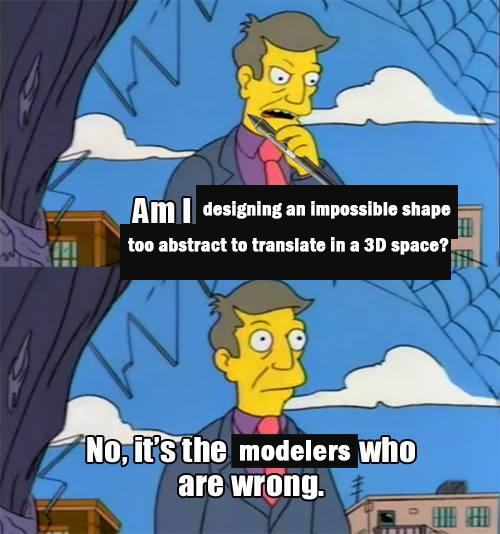 Am I designing an impossible shape
too abstract to translate in a 3D space?
No, it's the modelers who
are wrong.